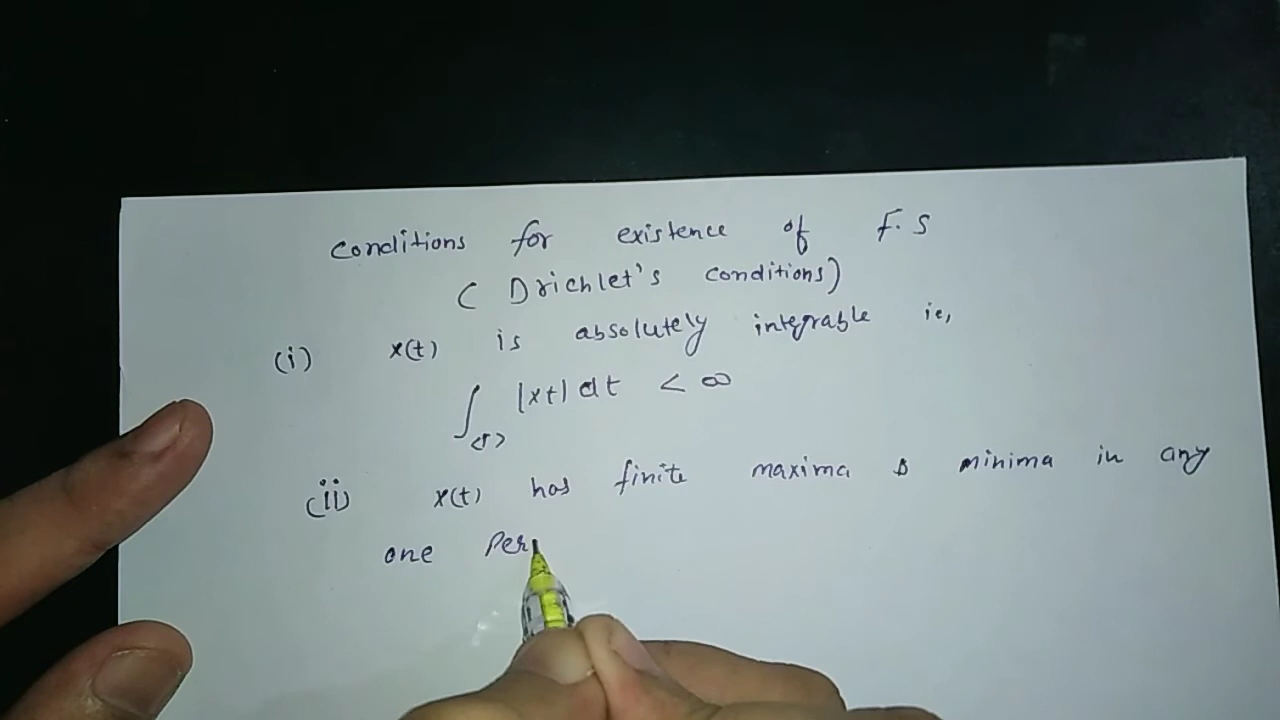 Conditions for existence of F.S
( Drichlet's conditions)
(i) x(t) is absolutely integrable ie,
∫<T> |xt| dt < ∞
(ii) x(t) has finite maxima & minima in any
one Per